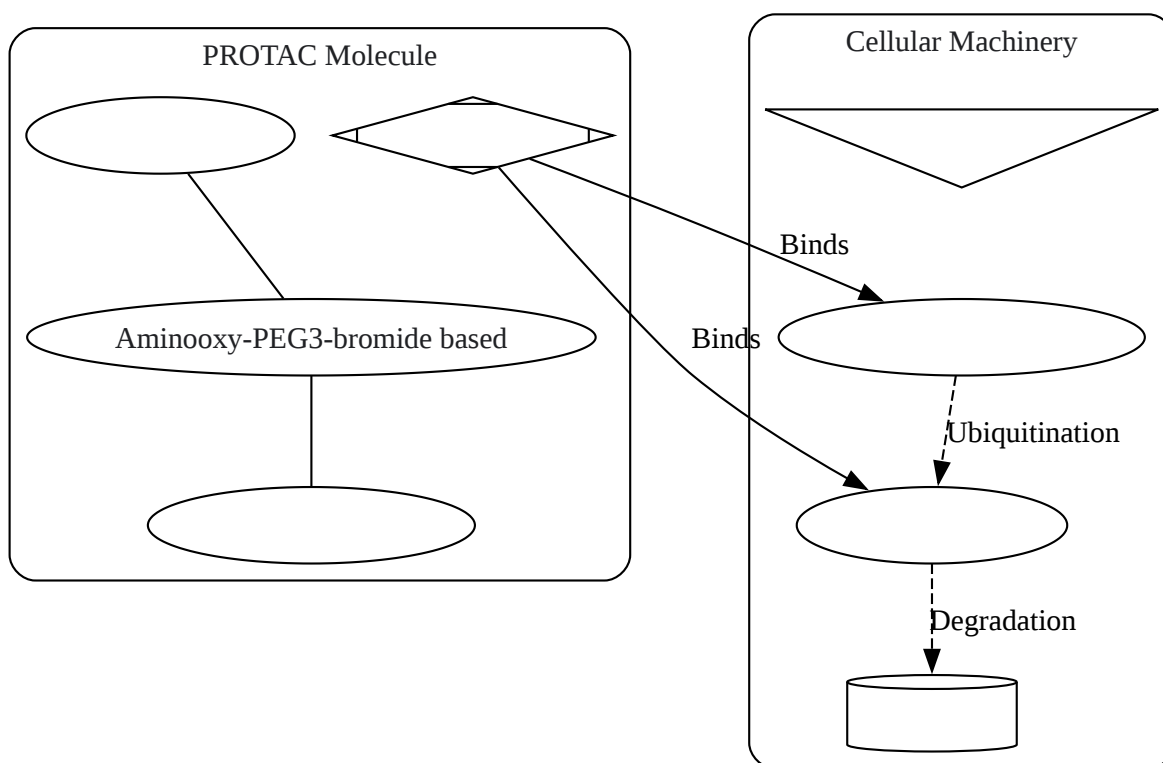 PROTAC Molecule
Cellular Machinery
Binds
Binds
Aminooxy-PEG3-bromide based
Ubiquitination
Degradation